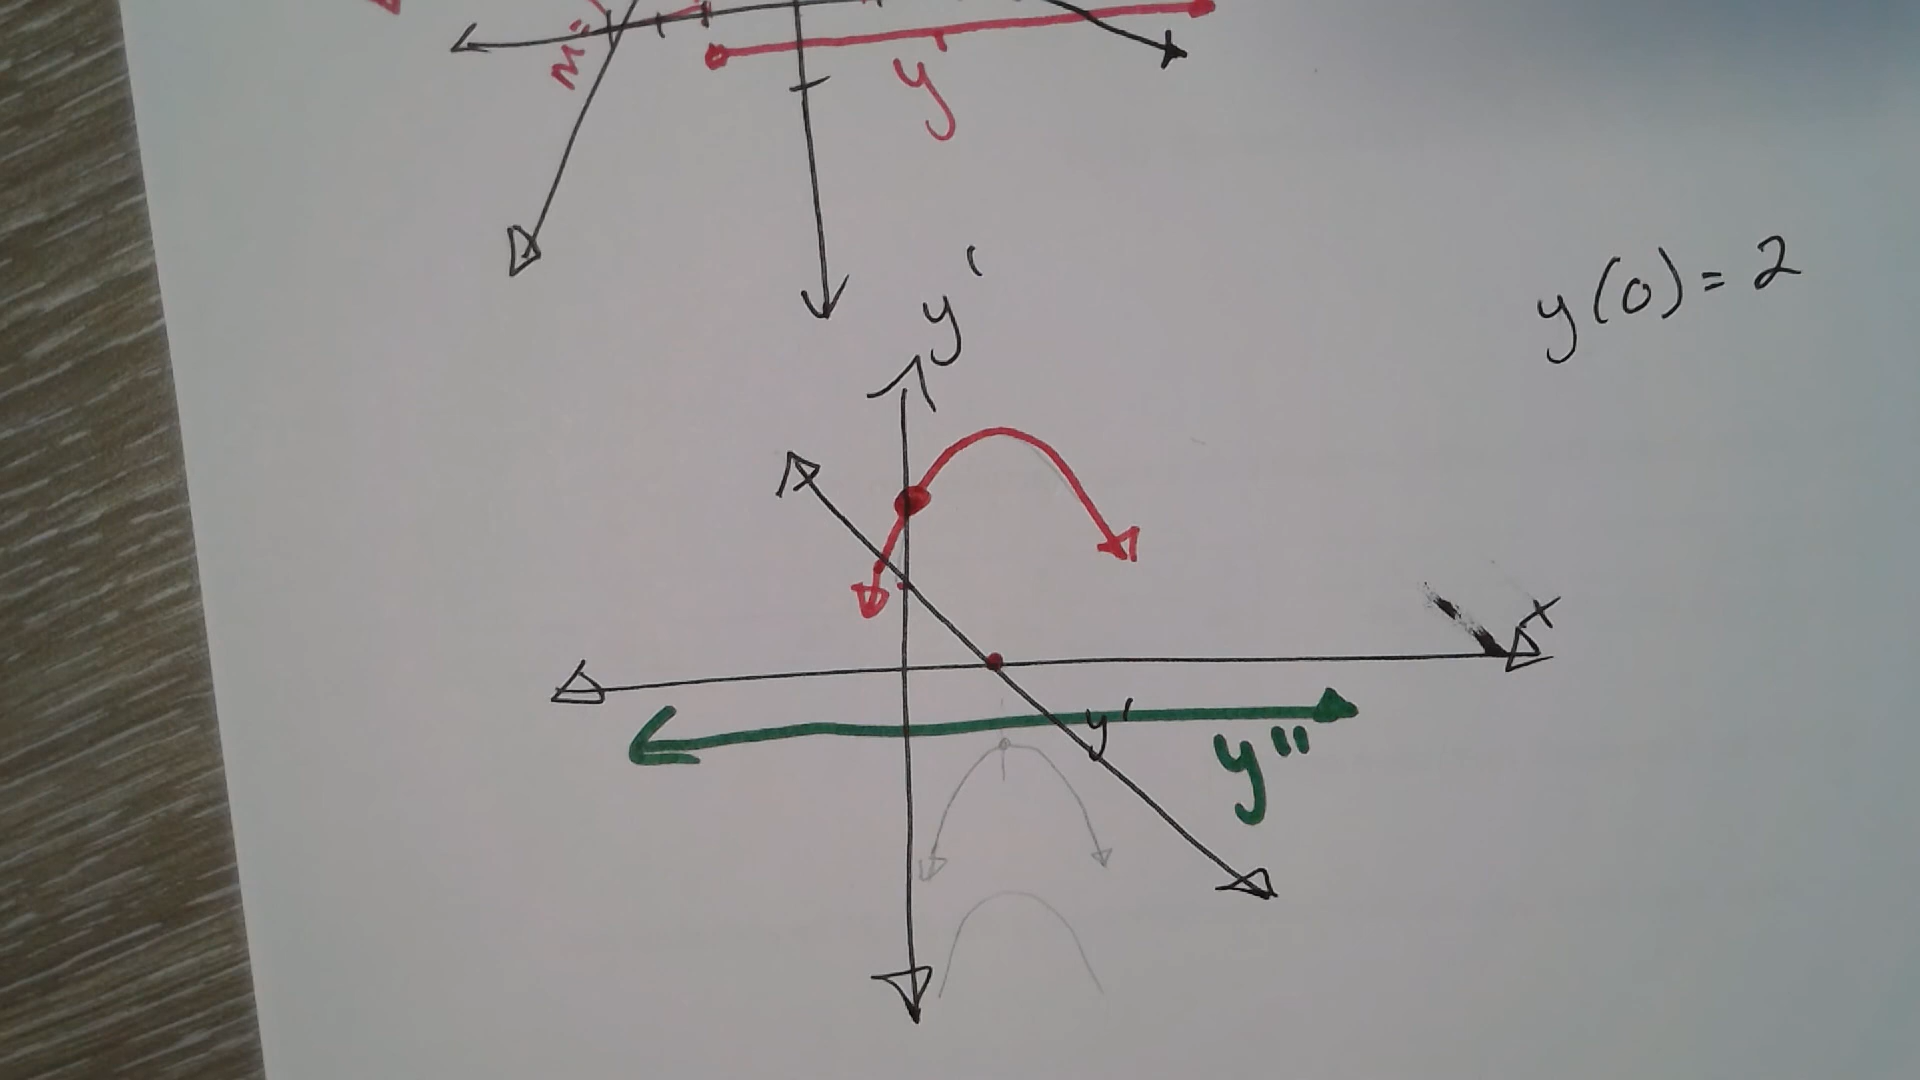 m=
y
y'
y(0)=2
x
y'
y"